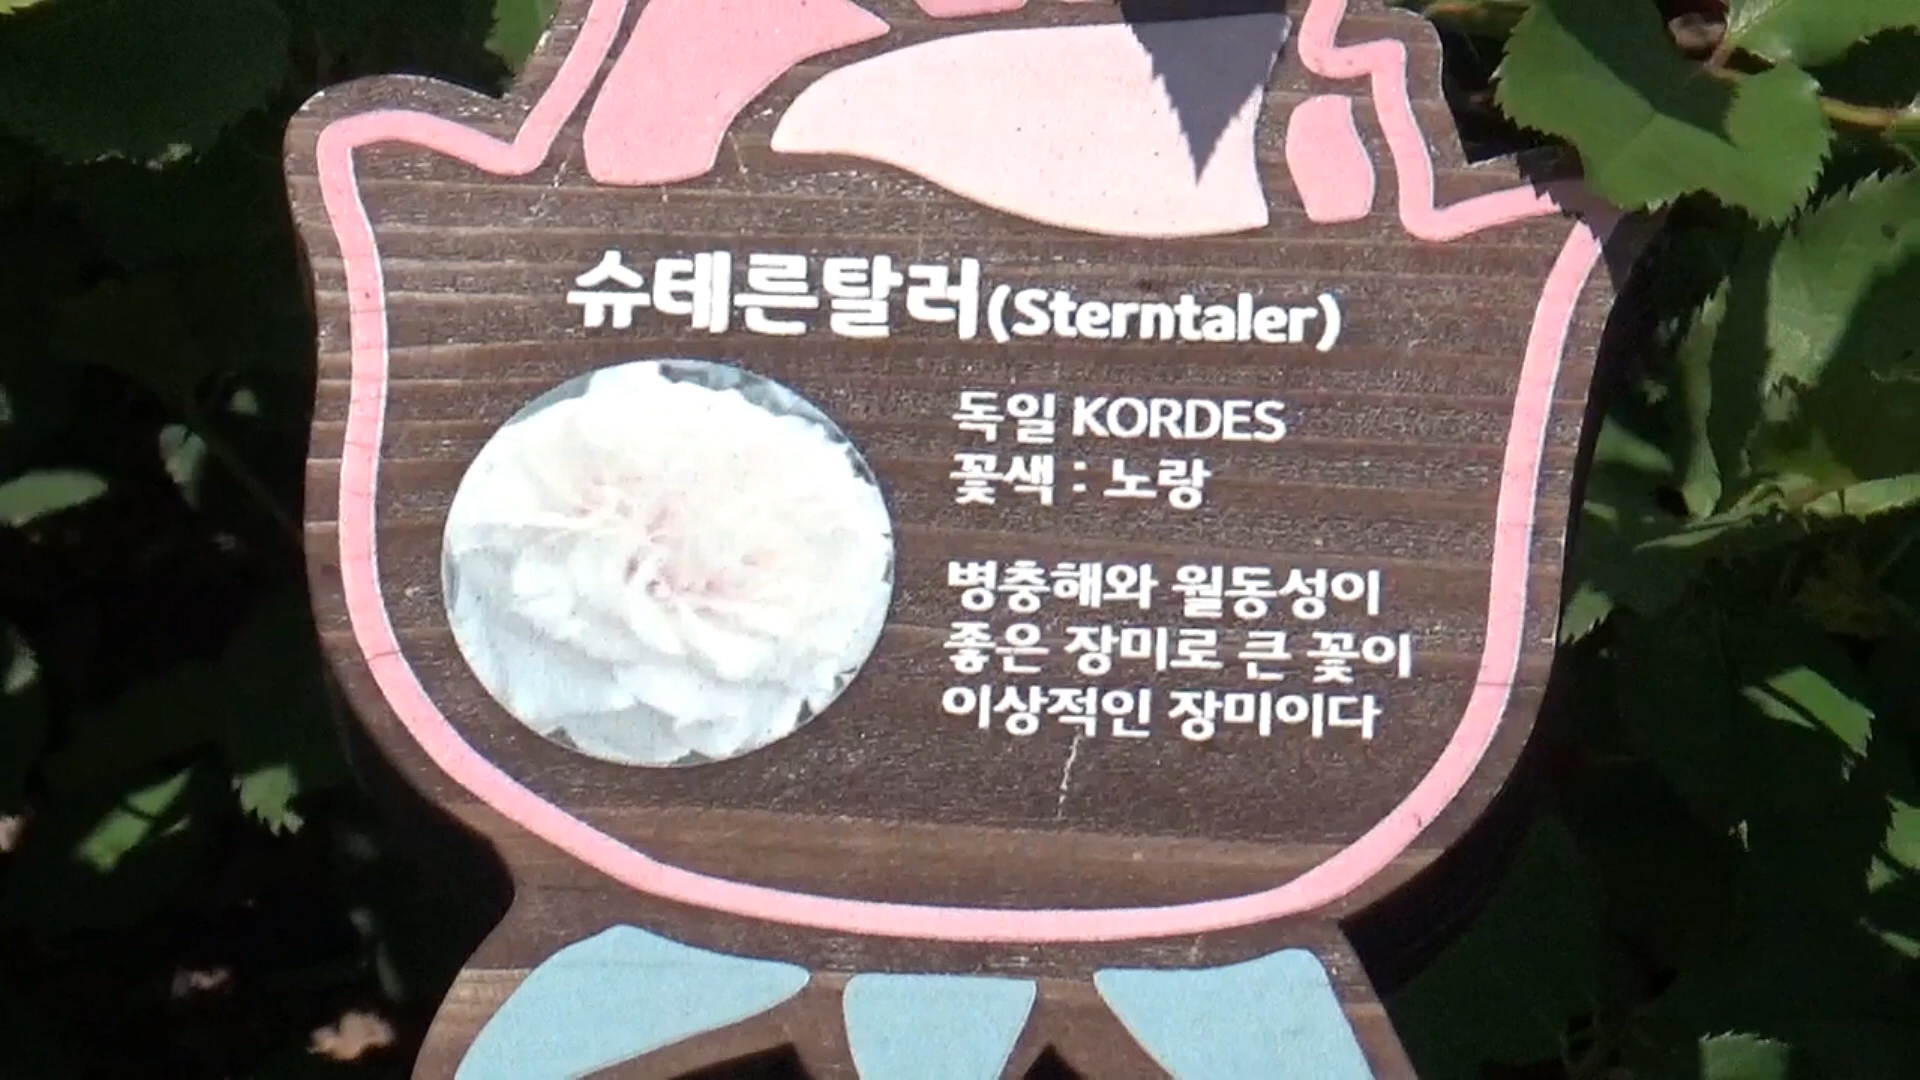 슈테른탈러(Sterntaler)
독일 KORDES
꽃색 : 노랑
병충해와 월동성이
좋은 장미로 큰 꽃이
이상적인 장미이다